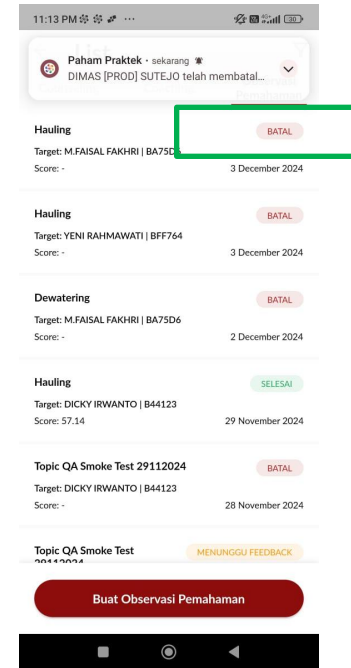 11:13 PM
30
List
Paham Praktek • sekarang
DIMAS [PROD] SUTEJO telah membatal...
Hauling
BATAL
Target: M.FAISAL FAKHRI | BA75D6
Score: -
3 December 2024
Hauling
BATAL
Target: YENI RAHMAWATI | BFF764
Score: -
3 December 2024
Dewatering
BATAL
Target: M.FAISAL FAKHRI | BA75D6
Score: -
2 December 2024
Hauling
SELESAI
Target: DICKY IRWANTO | B44123
Score: 57.14
29 November 2024
Topic QA Smoke Test 29112024
BATAL
Target: DICKY IRWANTO | B44123
Score: -
28 November 2024
Topic QA Smoke Test
MENUNGGU FEEDBACK
29112024
Buat Observasi Pemahaman